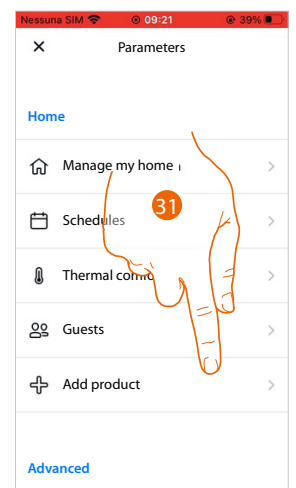 Nessuna SIM 09:21 39%
Parameters
Home
Manage my home
31
Schedules
Thermal
Guests
Add product
Advanced